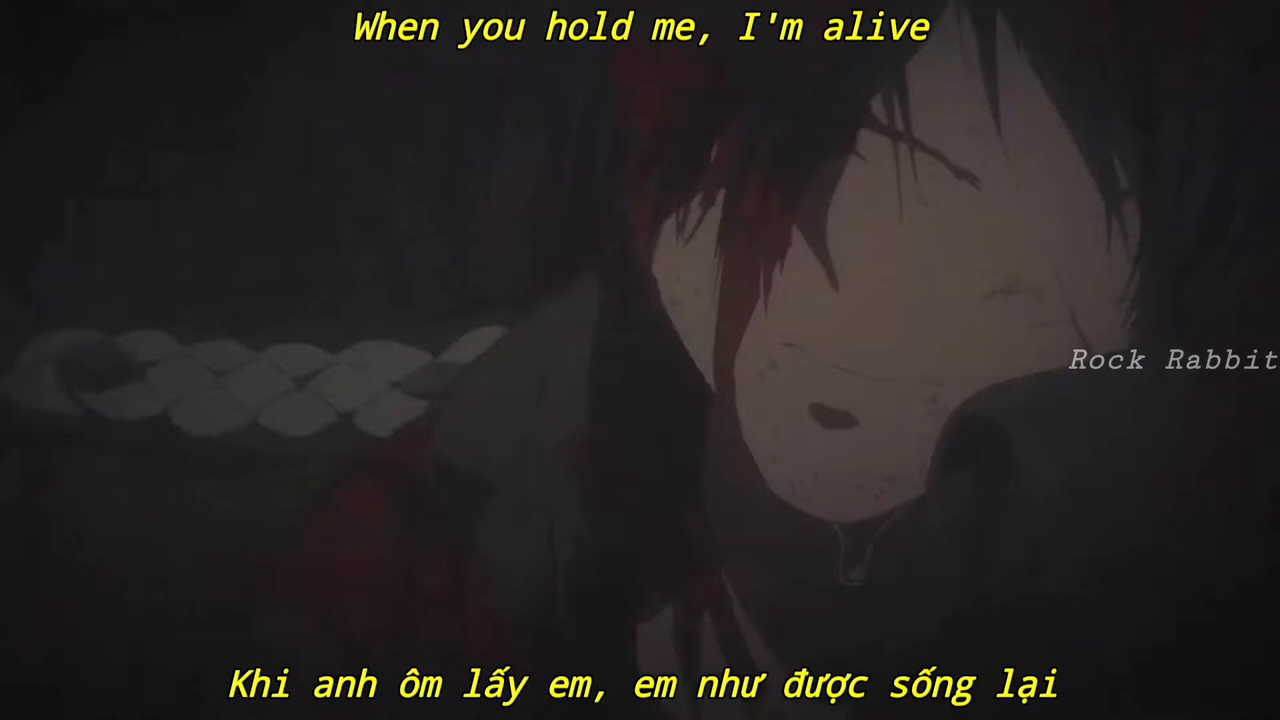 When you hold me, I'm alive
Rock Rabbit
Khi anh ôm lấy em, em như được sống lại